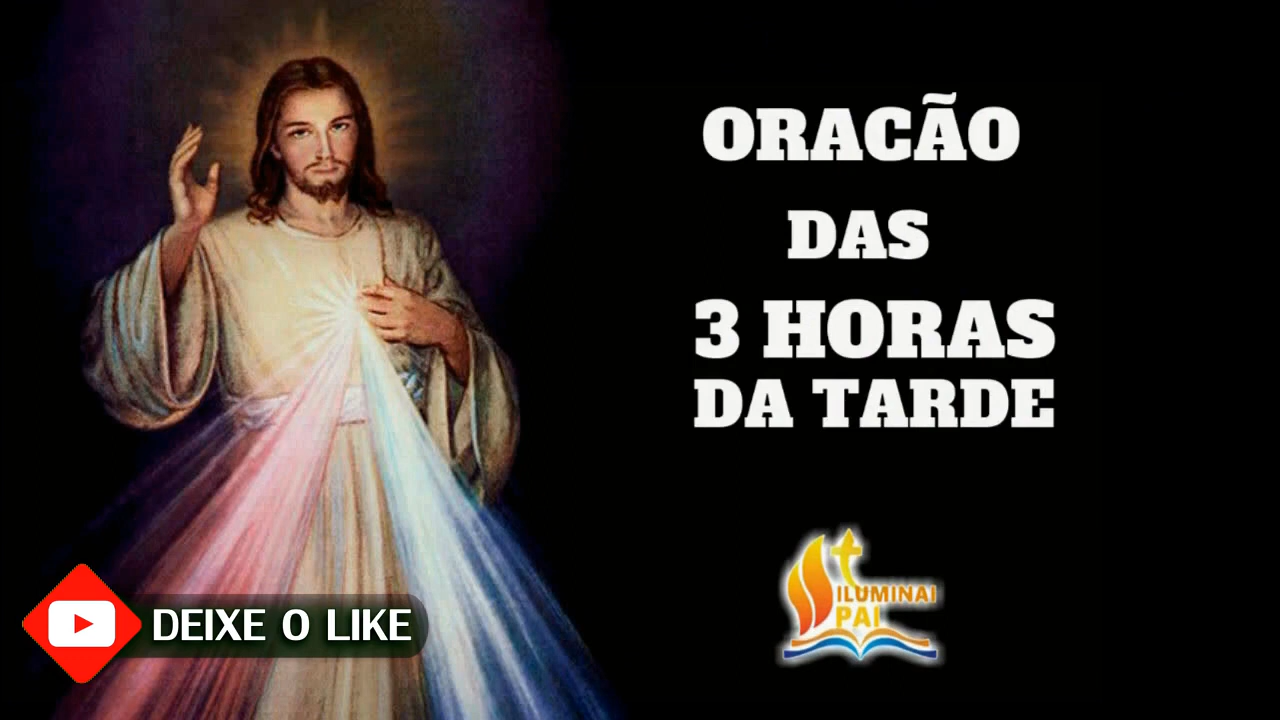 ORACÃO
DAS
3 HORAS
DA TARDE
ILUMINAI
PAI
DEIXE O LIKE